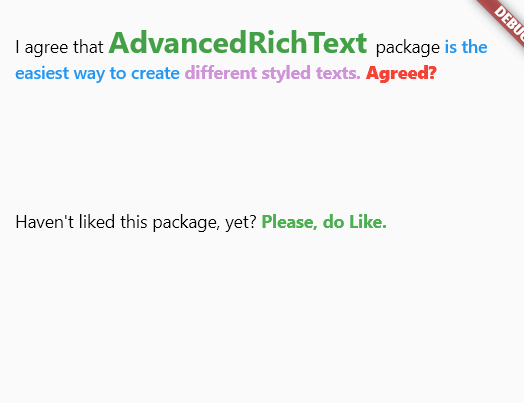 I agree that AdvancedRichText package is the
easiest way to create different styled texts. Agreed?
Haven't liked this package, yet? Please, do Like.